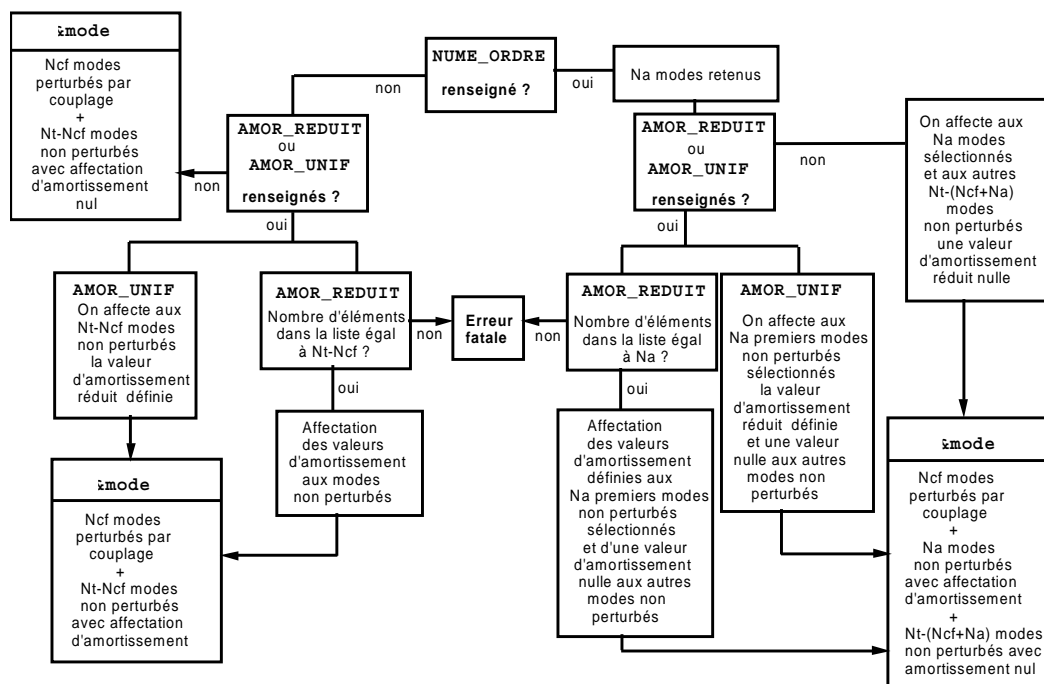 &mode
Ncf modes
perturbés par
couplage
+
Nt-Ncf modes
non perturbés
avec affectation
d'amortissement
nul
NUME_ORDRE
renseigné ?
non
oui
Na modes retenus
AMOR_REDUIT
ou
AMOR_UNIF
renseignés ?
non
oui
AMOR_REDUIT
ou
AMOR_UNIF
renseignés ?
non
oui
On affecte aux
Na modes
sélectionnés
et aux autres
Nt-(Ncf+Na)
modes
non perturbés
une valeur
d'amortissement
réduit nulle
AMOR_UNIF
On affecte aux
Nt-Ncf modes
non perturbés
la valeur
d'amortissement
réduit définie
AMOR_REDUIT
Nombre d'éléments
dans la liste égal
à Nt-Ncf ?
non
oui
Erreur
fatale
AMOR_REDUIT
Nombre d'éléments
dans la liste égal
à Na ?
non
oui
AMOR_UNIF
On affecte aux
Na premiers modes
non perturbés
sélectionnés
la valeur
d'amortissement
réduit définie
et une valeur
nulle aux autres
modes non
perturbés
Affectation
des valeurs
d'amortissement
aux modes
non perturbés
Affectation
des valeurs
d'amortissement
définies aux
Na premiers modes
non perturbés
sélectionnés
et d'une valeur
d'amortissement
nulle aux autres
modes non
perturbés
&mode
Ncf modes
perturbés par
couplage
+
Nt-Ncf modes
non perturbés
avec affectation
d'amortissement
&mode
Ncf modes
perturbés par
couplage
+
Na modes
non perturbés
avec affectation
d'amortissement
+
Nt-(Ncf+Na) modes
non perturbés avec
amortissement nul